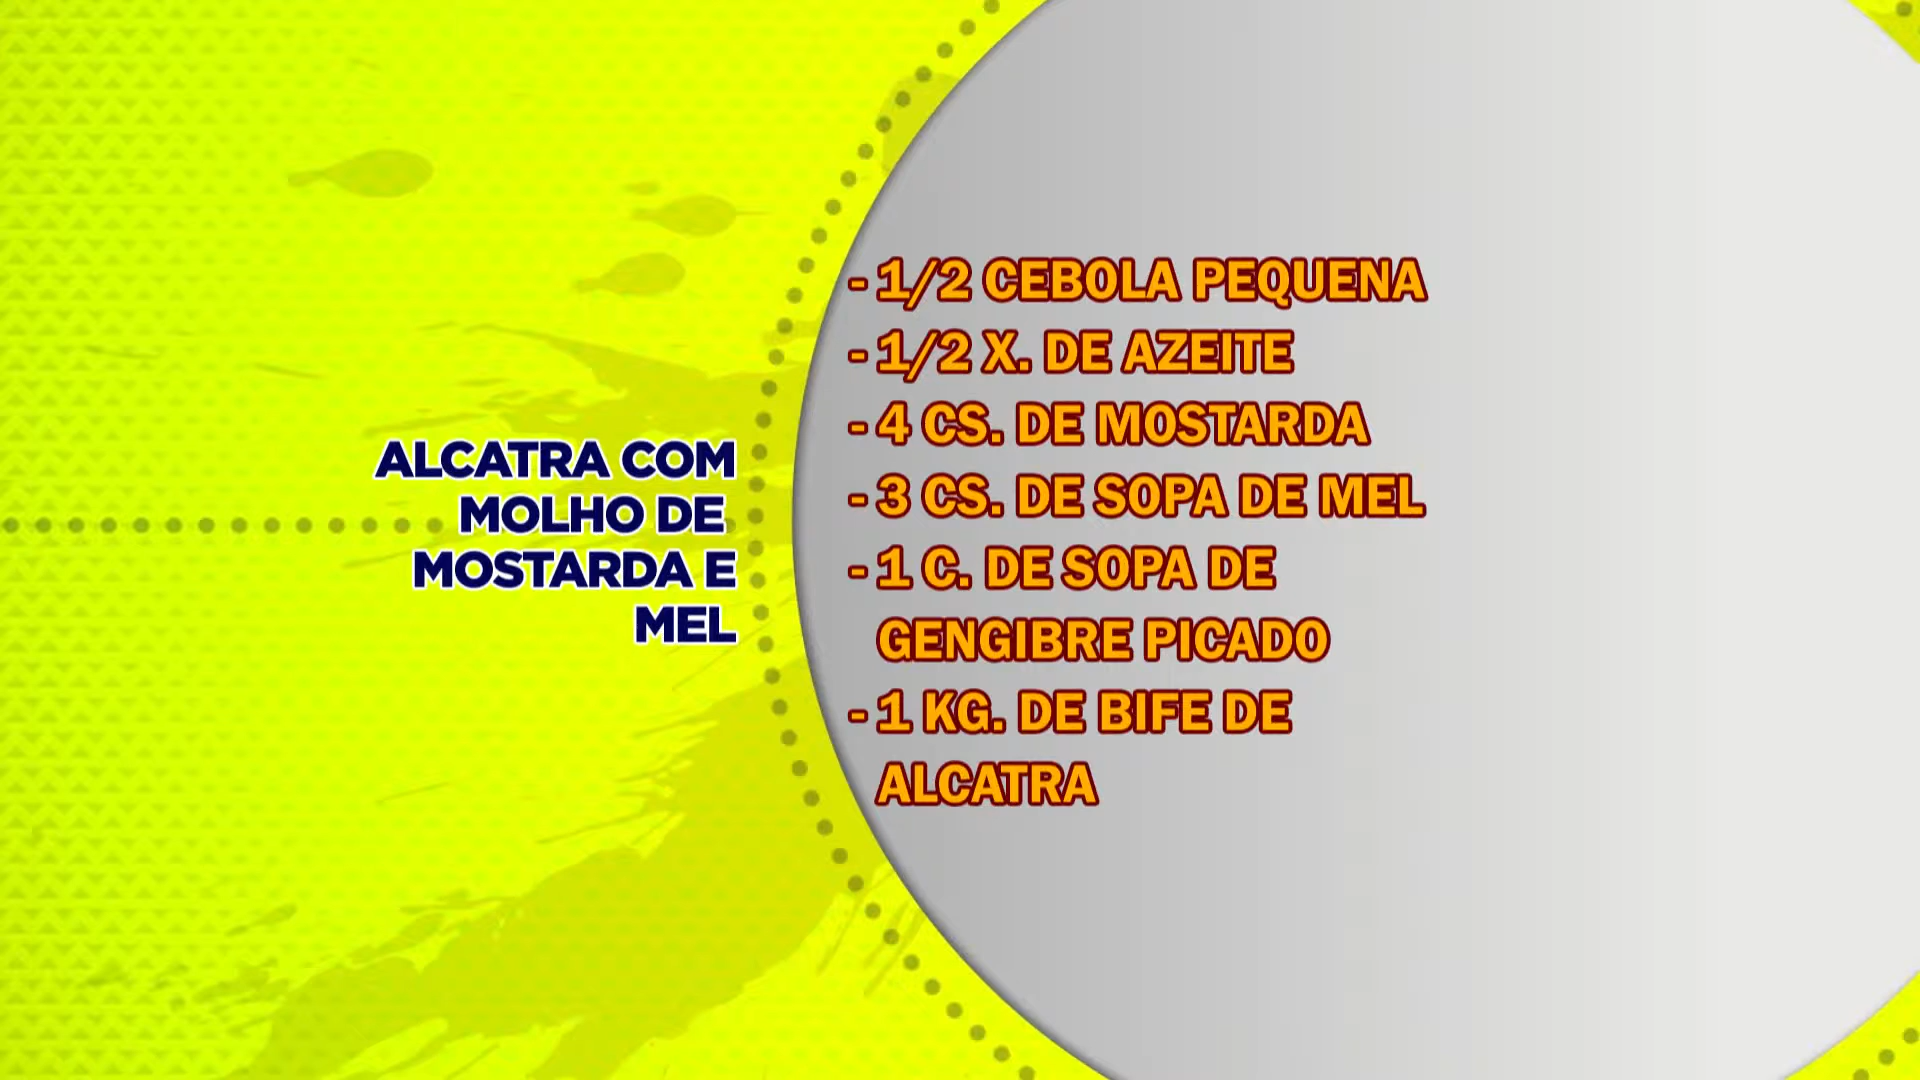 ALCATRA COM
MOLHO DE
MOSTARDA E
MEL
- 1/2 CEBOLA PEQUENA
- 1/2 X. DE AZEITE
- 4 CS. DE MOSTARDA
- 3 CS. DE SOPA DE MEL
- 1 C. DE SOPA DE
GENGIBRE PICADO
- 1 KG. DE BIFE DE
ALCATRA